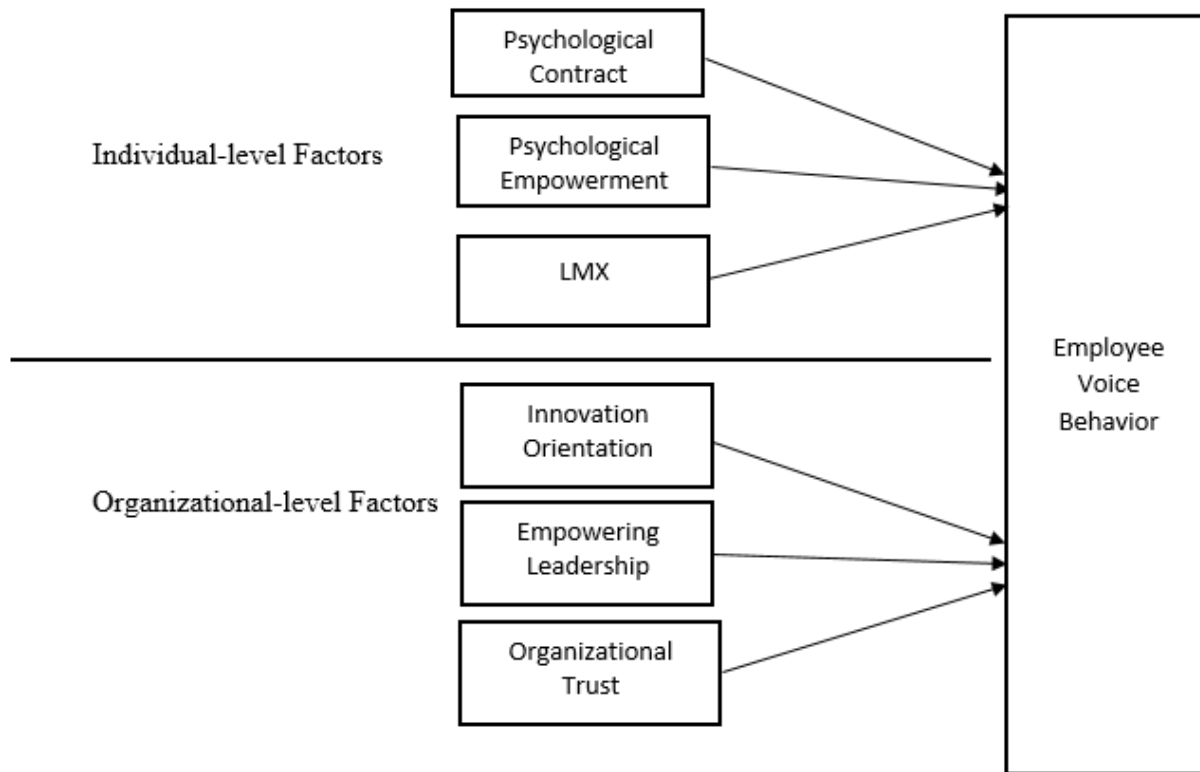 Psychological
Contract
Individual-level Factors
Psychological
Empowerment
LMX
Employee
Voice
Behavior
Innovation
Orientation
Organizational-level Factors
Empowering
Leadership
Organizational
Trust